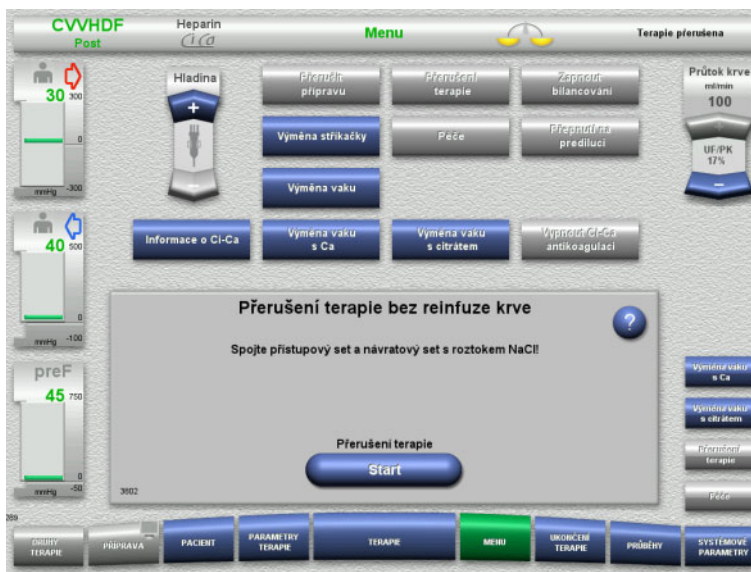 CVVHDF
Post
Heparin
Ci Ca
Menu
Terapie přerušena
30
300
0
mmHg
-300
Hladina
+
Přerušit
přípravu
Přerušení
terapie
Zapnout
bilancování
Výměna stříkačky
Péče
Přepnutí na
prediluci
Výměna vaku
Průtok krve
ml/min
100
UF/PK
17%
40
500
0
mmHg
-100
Informace o Ci-Ca
Výměna vaku
s Ca
Výměna vaku
s citrátem
Vypnout Ci-Ca
antikoagulaci
preF
45
750
0
mmHg
-50
Přerušení terapie bez reinfuze krve
?
Spojte přístupový set a návratový set s roztokem NaCl!
Přerušení terapie
Start
3602
Výměna vaku
s Ca
Výměna vaku
s citrátem
Přerušení
terapie
Péče
DRUHY
TERAPIE
PŘÍPRAVA
PACIENT
PARAMETRY
TERAPIE
TERAPIE
MENU
UKONČENÍ
TERAPIE
PRŮBĚHY
SYSTÉMOVÉ
PARAMETRY